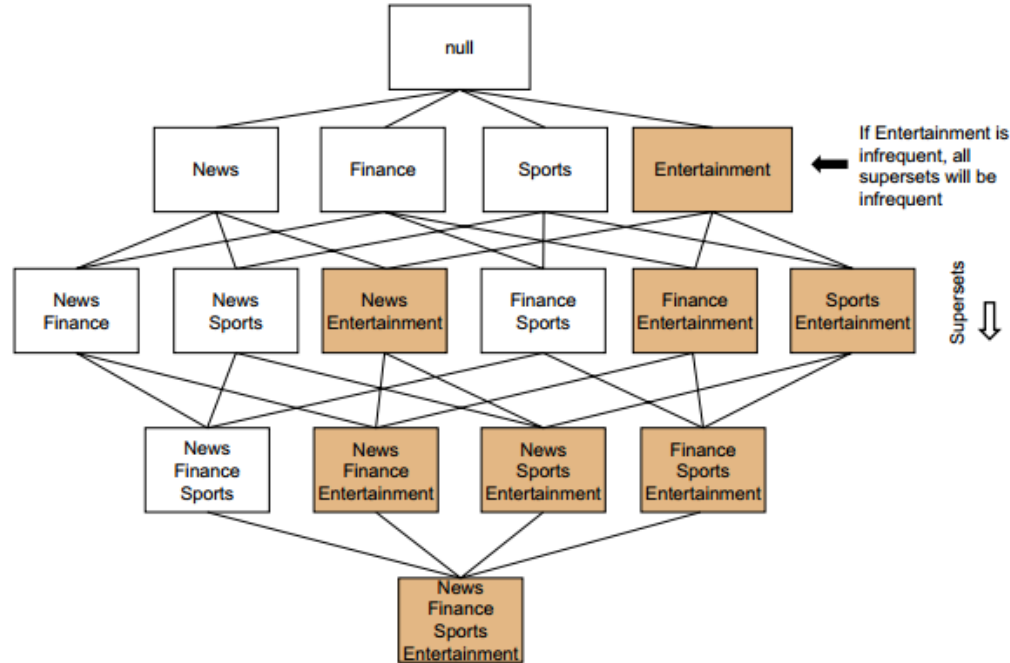 null
News
Finance
Sports
Entertainment
If Entertainment is
infrequent, all
supersets will be
infrequent
News
Finance
News
Sports
News
Entertainment
Finance
Sports
Finance
Entertainment
Sports
Entertainment
Supersets
News
Finance
Sports
News
Finance
Entertainment
News
Sports
Entertainment
Finance
Sports
Entertainment
News
Finance
Sports
Entertainment